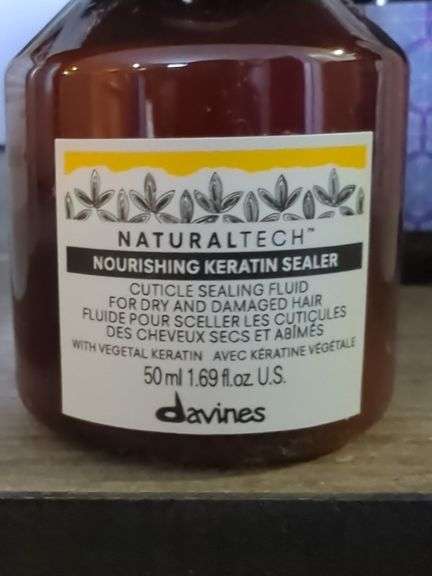 NATURALTECH™
NOURISHING KERATIN SEALER
CUTICLE SEALING FLUID
FOR DRY AND DAMAGED HAIR
FLUIDE POUR SCELLER LES CUTICULES
DES CHEVEUX SECS ET ABÎMÉS
WITH VEGETAL KERATIN AVEC KÉRATINE VÉGÉTALE
50 ml 1.69 fl.oz. U.S.
davines